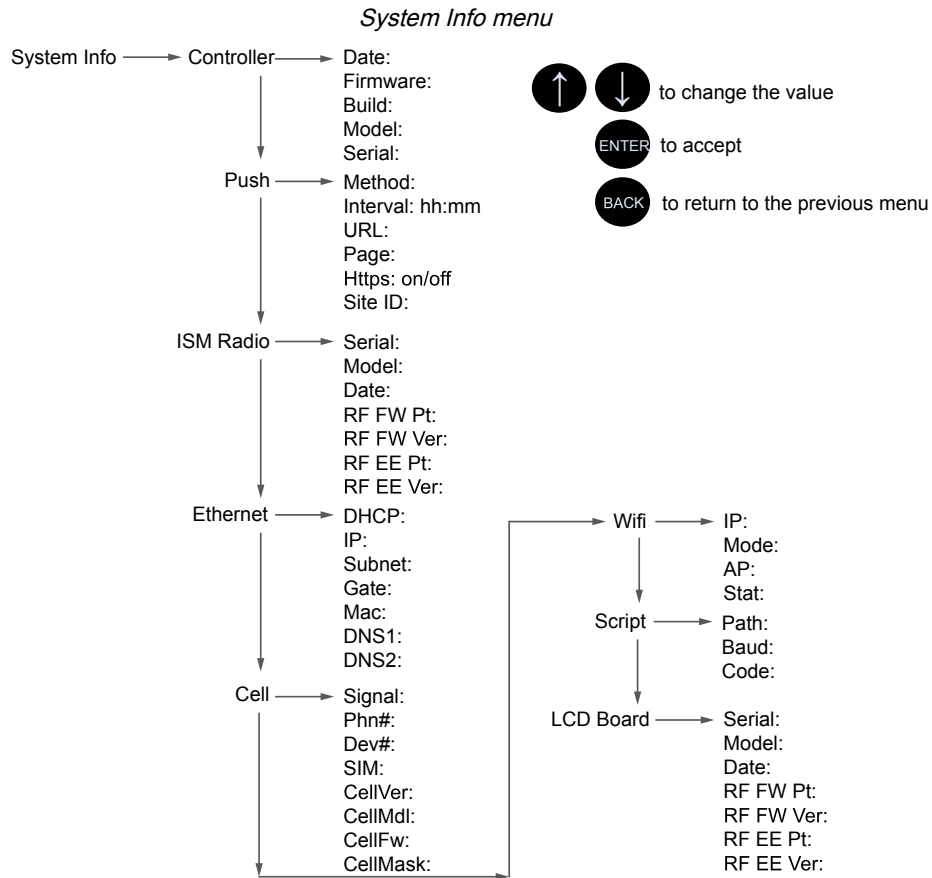 System Info menu
System Info
Controller
Date:
Firmware:
Build:
Model:
Serial:
↑ ↓ to change the value
ENTER to accept
BACK to return to the previous menu
Push
Method:
Interval: hh:mm
URL:
Page:
Https: on/off
Site ID:
ISM Radio
Serial:
Model:
Date:
RF FW Pt:
RF FW Ver:
RF EE Pt:
RF EE Ver:
Ethernet
DHCP:
IP:
Subnet:
Gate:
Mac:
DNS1:
DNS2:
Cell
Signal:
Phn#:
Dev#:
SIM:
CellVer:
CellMdl:
CellFw:
CellMask:
Wifi
IP:
Mode:
AP:
Stat:
Script
Path:
Baud:
Code:
LCD Board
Serial:
Model:
Date:
RF FW Pt:
RF FW Ver:
RF EE Pt:
RF EE Ver: